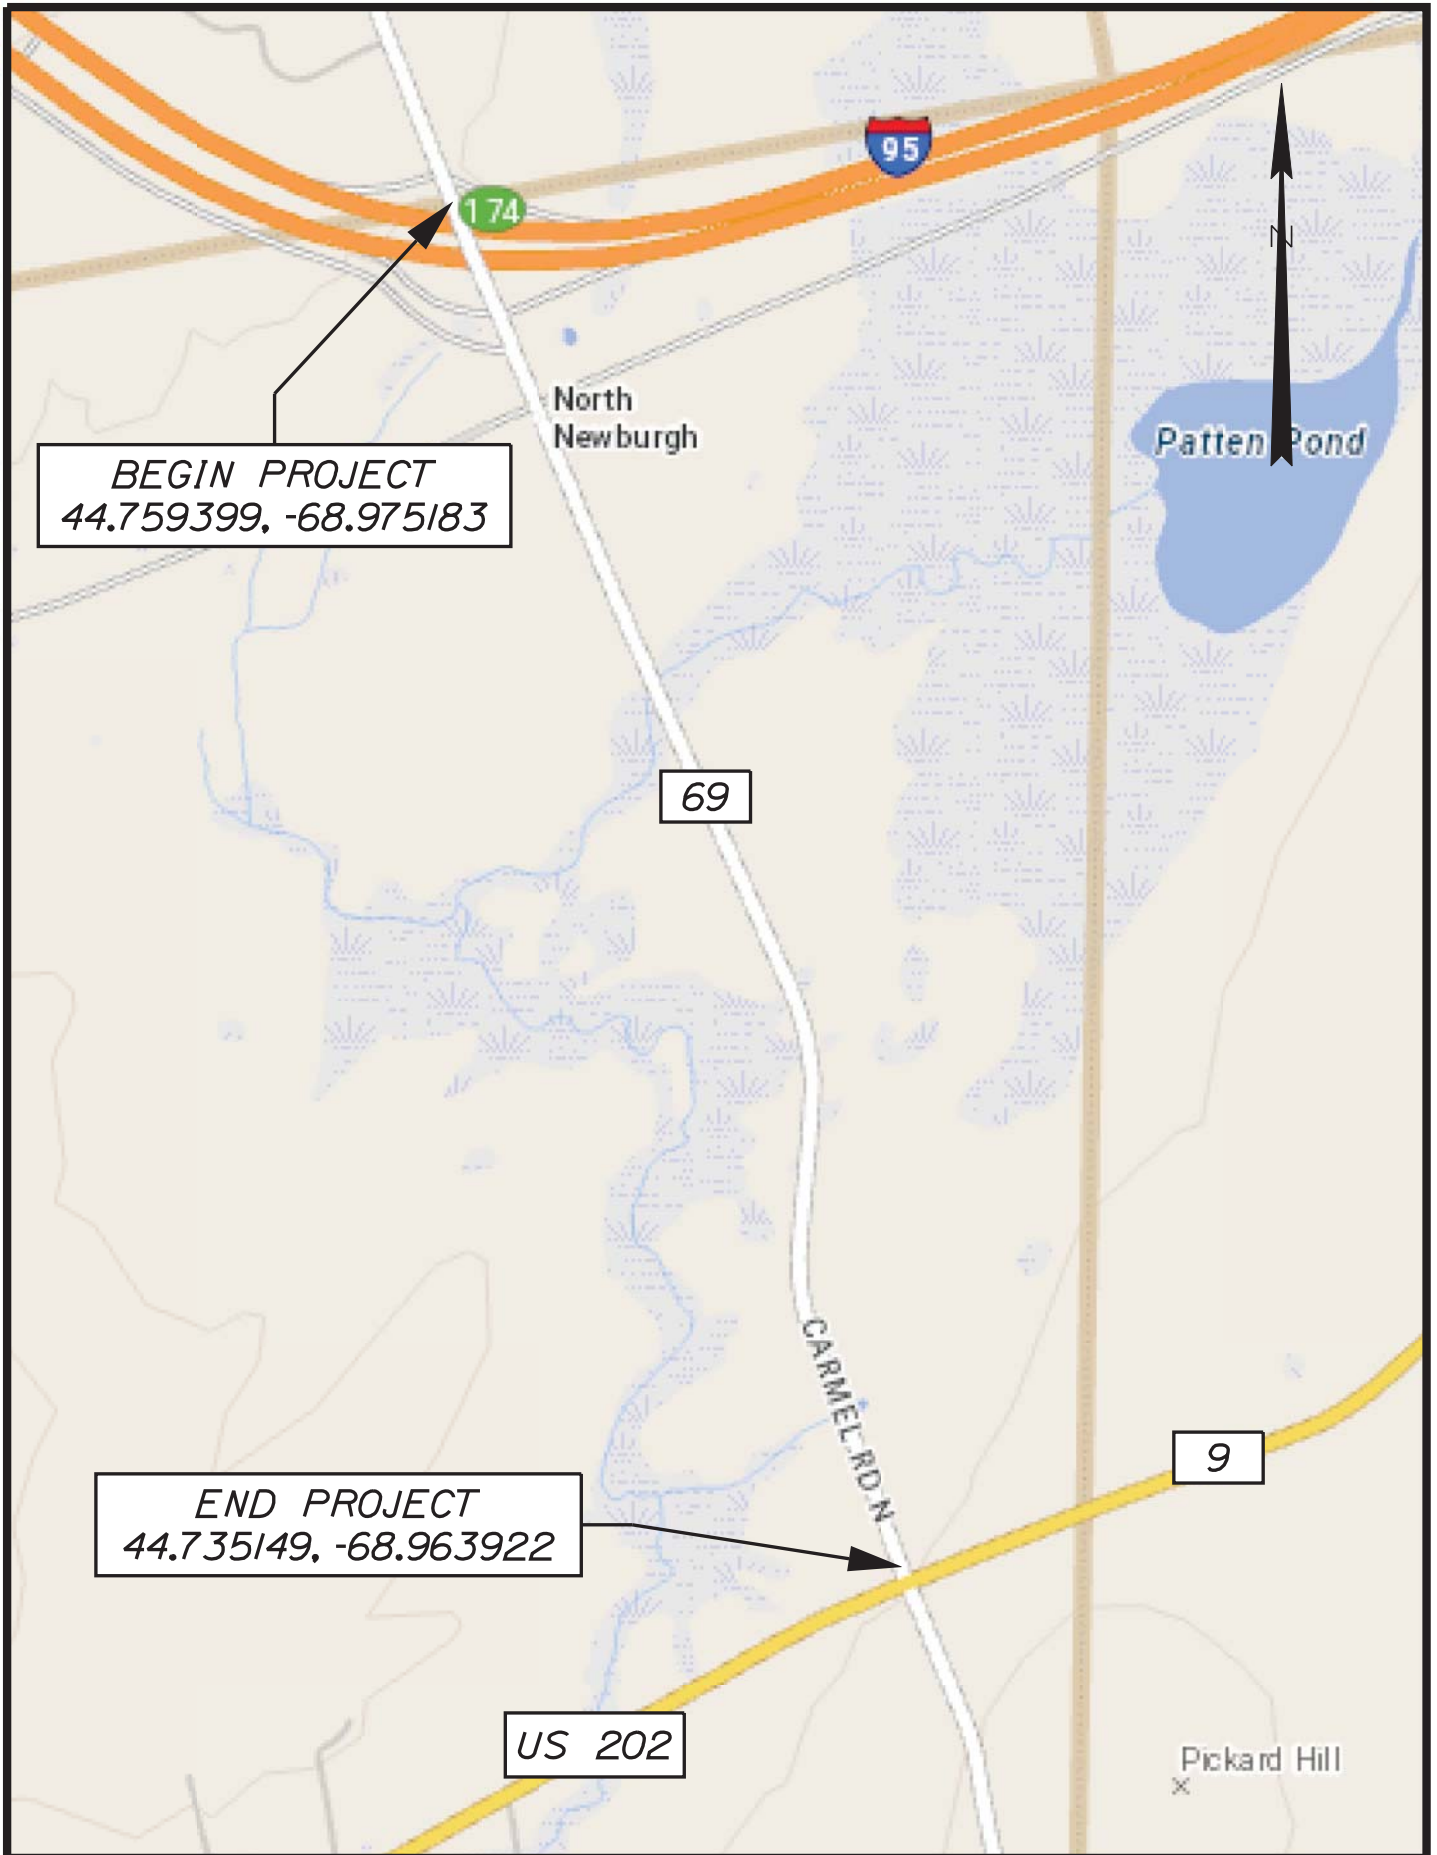 95
174
N
North
Newburgh
Patten Pond
BEGIN PROJECT
44.759399, -68.975183
69
CARMEL RD N
9
END PROJECT
44.735149, -68.963922
US 202
Pickard Hill